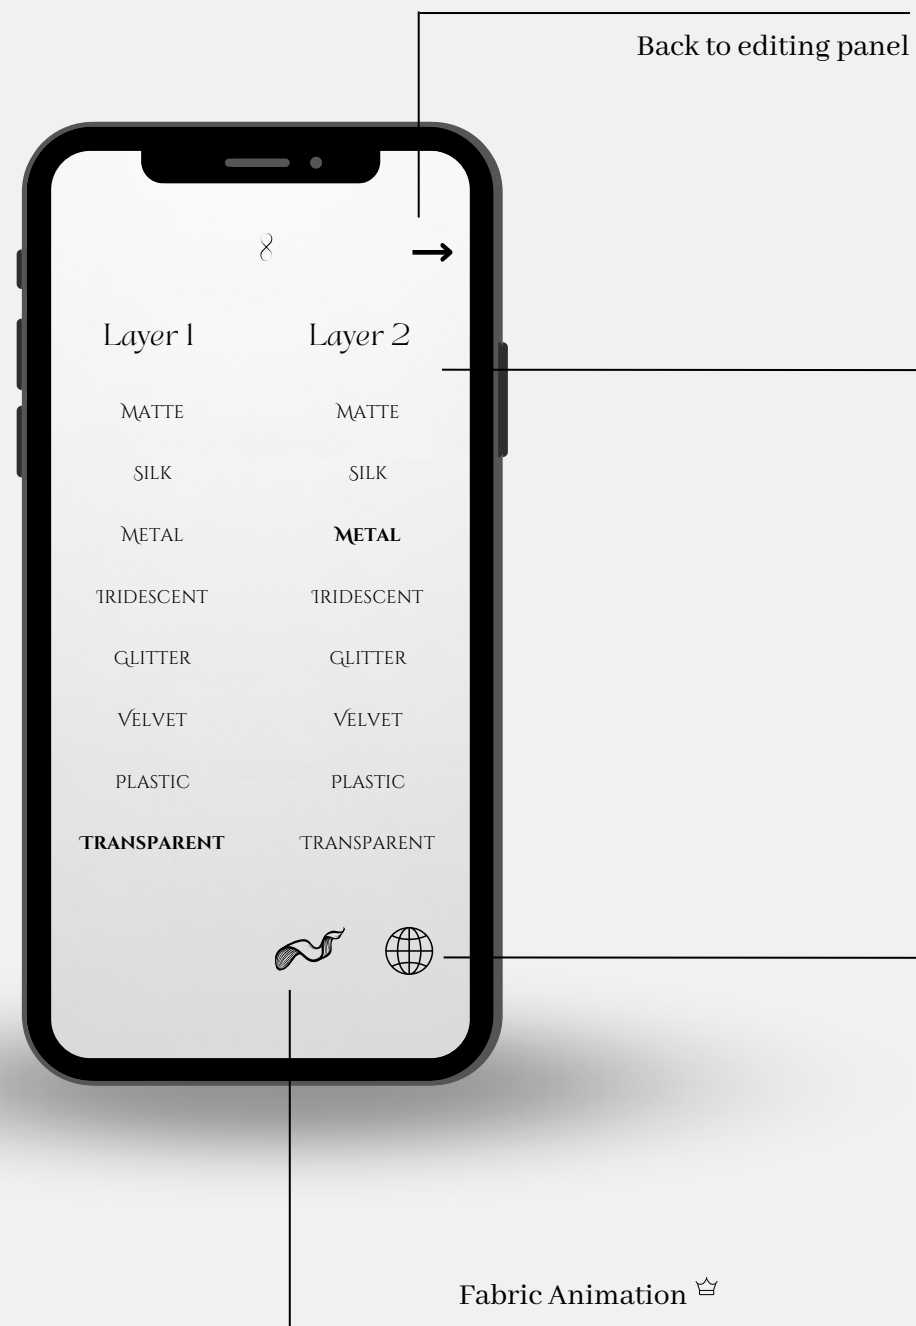 Back to editing panel
Layer 1 Layer 2
MATTE MATTE
SILK SILK
METAL METAL
IRIDESCENT IRIDESCENT
GLITTER GLITTER
VELVET VELVET
PLASTIC PLASTIC
TRANSPARENT TRANSPARENT
Fabric Animation